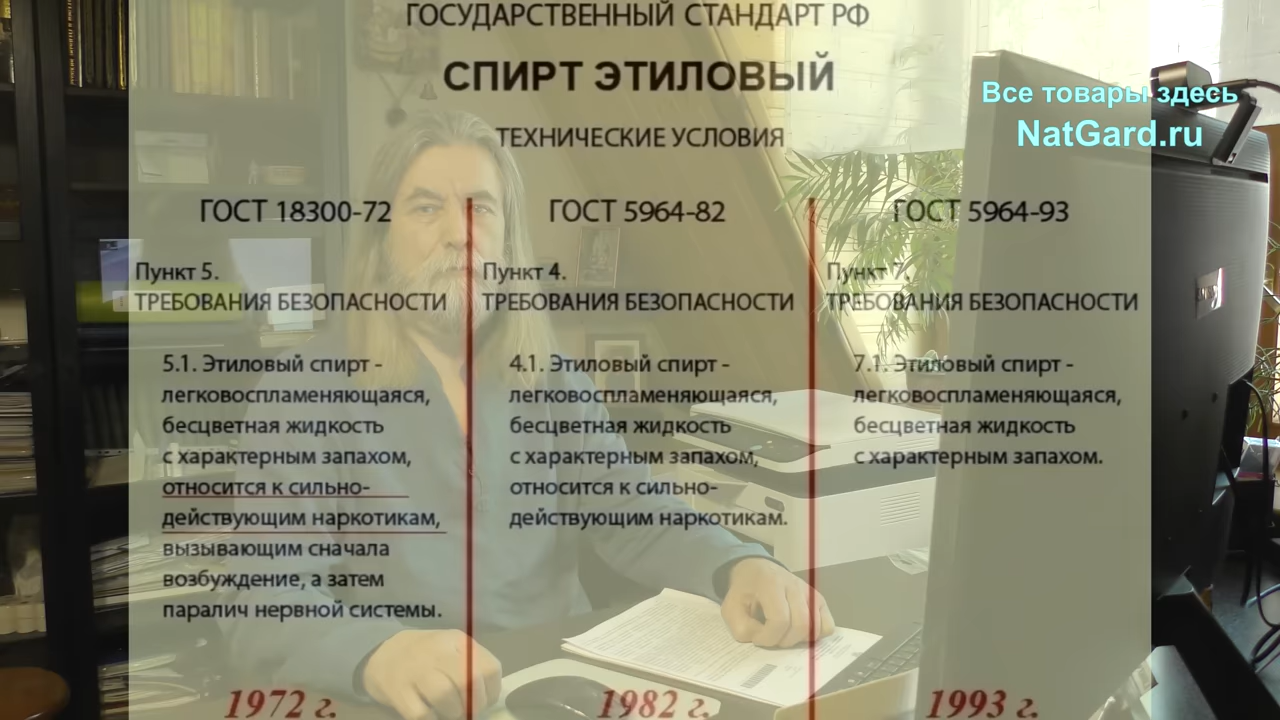 ГОСУДАРСТВЕННЫЙ СТАНДАРТ РФ
СПИРТ ЭТИЛОВЫЙ
ТЕХНИЧЕСКИЕ УСЛОВИЯ
Все товары здесь
NatGard.ru
ГОСТ 18300-72
Пункт 5.
ТРЕБОВАНИЯ БЕЗОПАСНОСТИ
5.1. Этиловый спирт -
легковоспламеняющаяся,
бесцветная жидкость
с характерным запахом,
относится к сильно-
действующим наркотикам,
вызывающим сначала
возбуждение, а затем
паралич нервной системы.
1972 г.
ГОСТ 5964-82
Пункт 4.
ТРЕБОВАНИЯ БЕЗОПАСНОСТИ
4.1. Этиловый спирт -
легковоспламеняющаяся,
бесцветная жидкость
с характерным запахом,
относится к сильно-
действующим наркотикам.
1982 г.
ГОСТ 5964-93
Пункт 7.
ТРЕБОВАНИЯ БЕЗОПАСНОСТИ
7.1. Этиловый спирт -
легковоспламеняющаяся,
бесцветная жидкость
с характерным запахом.
1993 г.